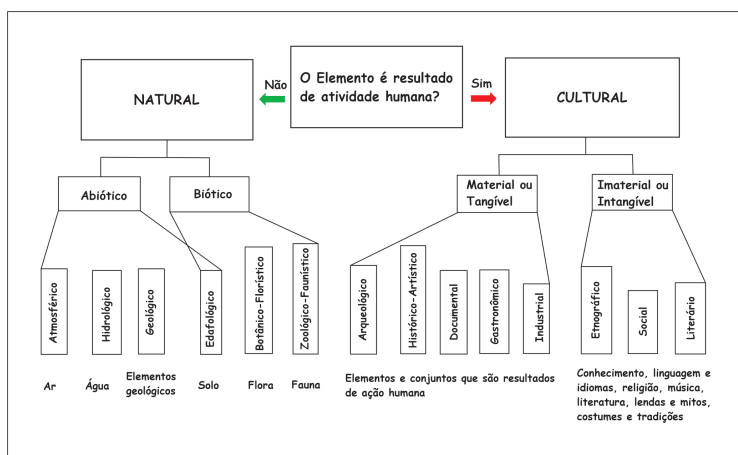 O Elemento é resultado
de atividade humana?
Não
Sim
NATURAL
CULTURAL
Abiótico
Biótico
Material ou
Tangível
Imaterial ou
Intangível
Atmosférico
Hidrológico
Geológico
Edafológico
Botânico-Florístico
Zoológico-Faunístico
Arqueológico
Histórico-Artístico
Documental
Gastronômico
Industrial
Etnográfico
Social
Literário
Ar
Água
Elementos
geológicos
Solo
Flora
Fauna
Elementos e conjuntos que são resultados
de ação humana
Conhecimento, linguagem e
idiomas, religião, música,
literatura, lendas e mitos,
costumes e tradições